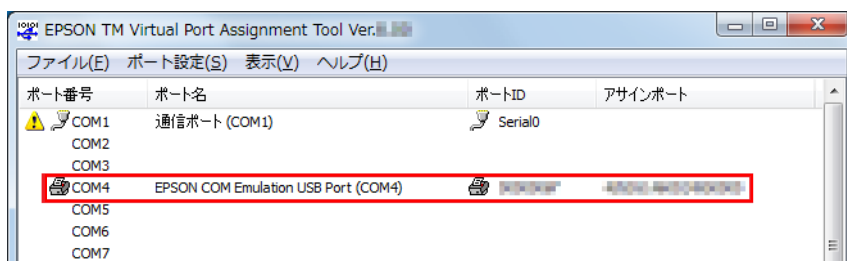 EPSON TM Virtual Port Assignment Tool Ver.
ファイル(F) ポート設定(S) 表示(V) ヘルプ(H)
ポート番号 ポート名 ポートID アサインポート
COM1 通信ポート (COM1) Serial0
COM2
COM3
COM4 EPSON COM Emulation USB Port (COM4)
COM5
COM6
COM7